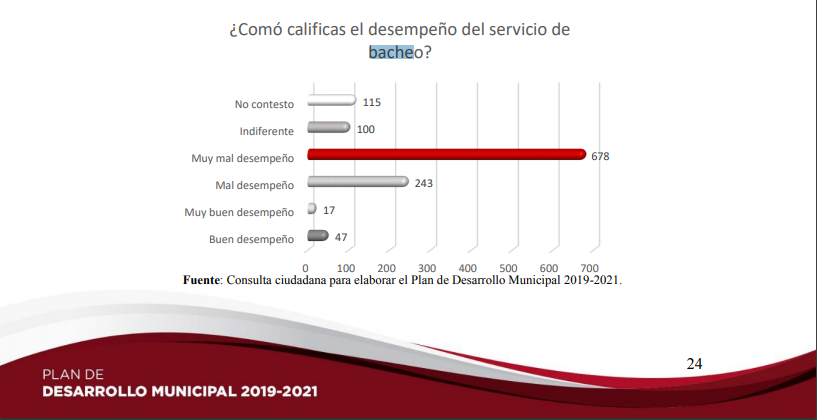 ¿Comó calificas el desempeño del servicio de
bacheo?
No contesto 115
Indiferente 100
Muy mal desempeño 678
Mal desempeño 243
Muy buen desempeño 17
Buen desempeño 47
0 100 200 300 400 500 600 700
Fuente: Consulta ciudadana para elaborar el Plan de Desarrollo Municipal 2019-2021.
24
PLAN DE
DESARROLLO MUNICIPAL 2019-2021